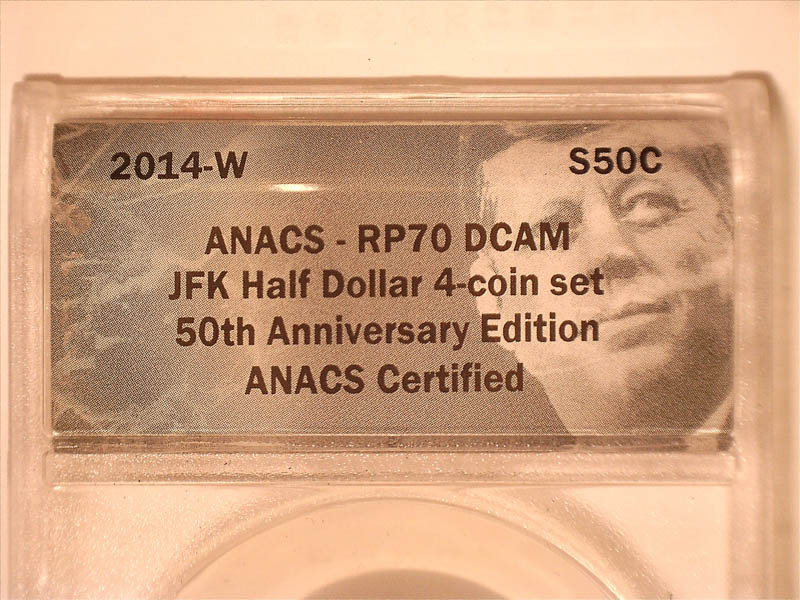 2014-W S50C
ANACS - RP70 DCAM
JFK Half Dollar 4-coin set
50th Anniversary Edition
ANACS Certified